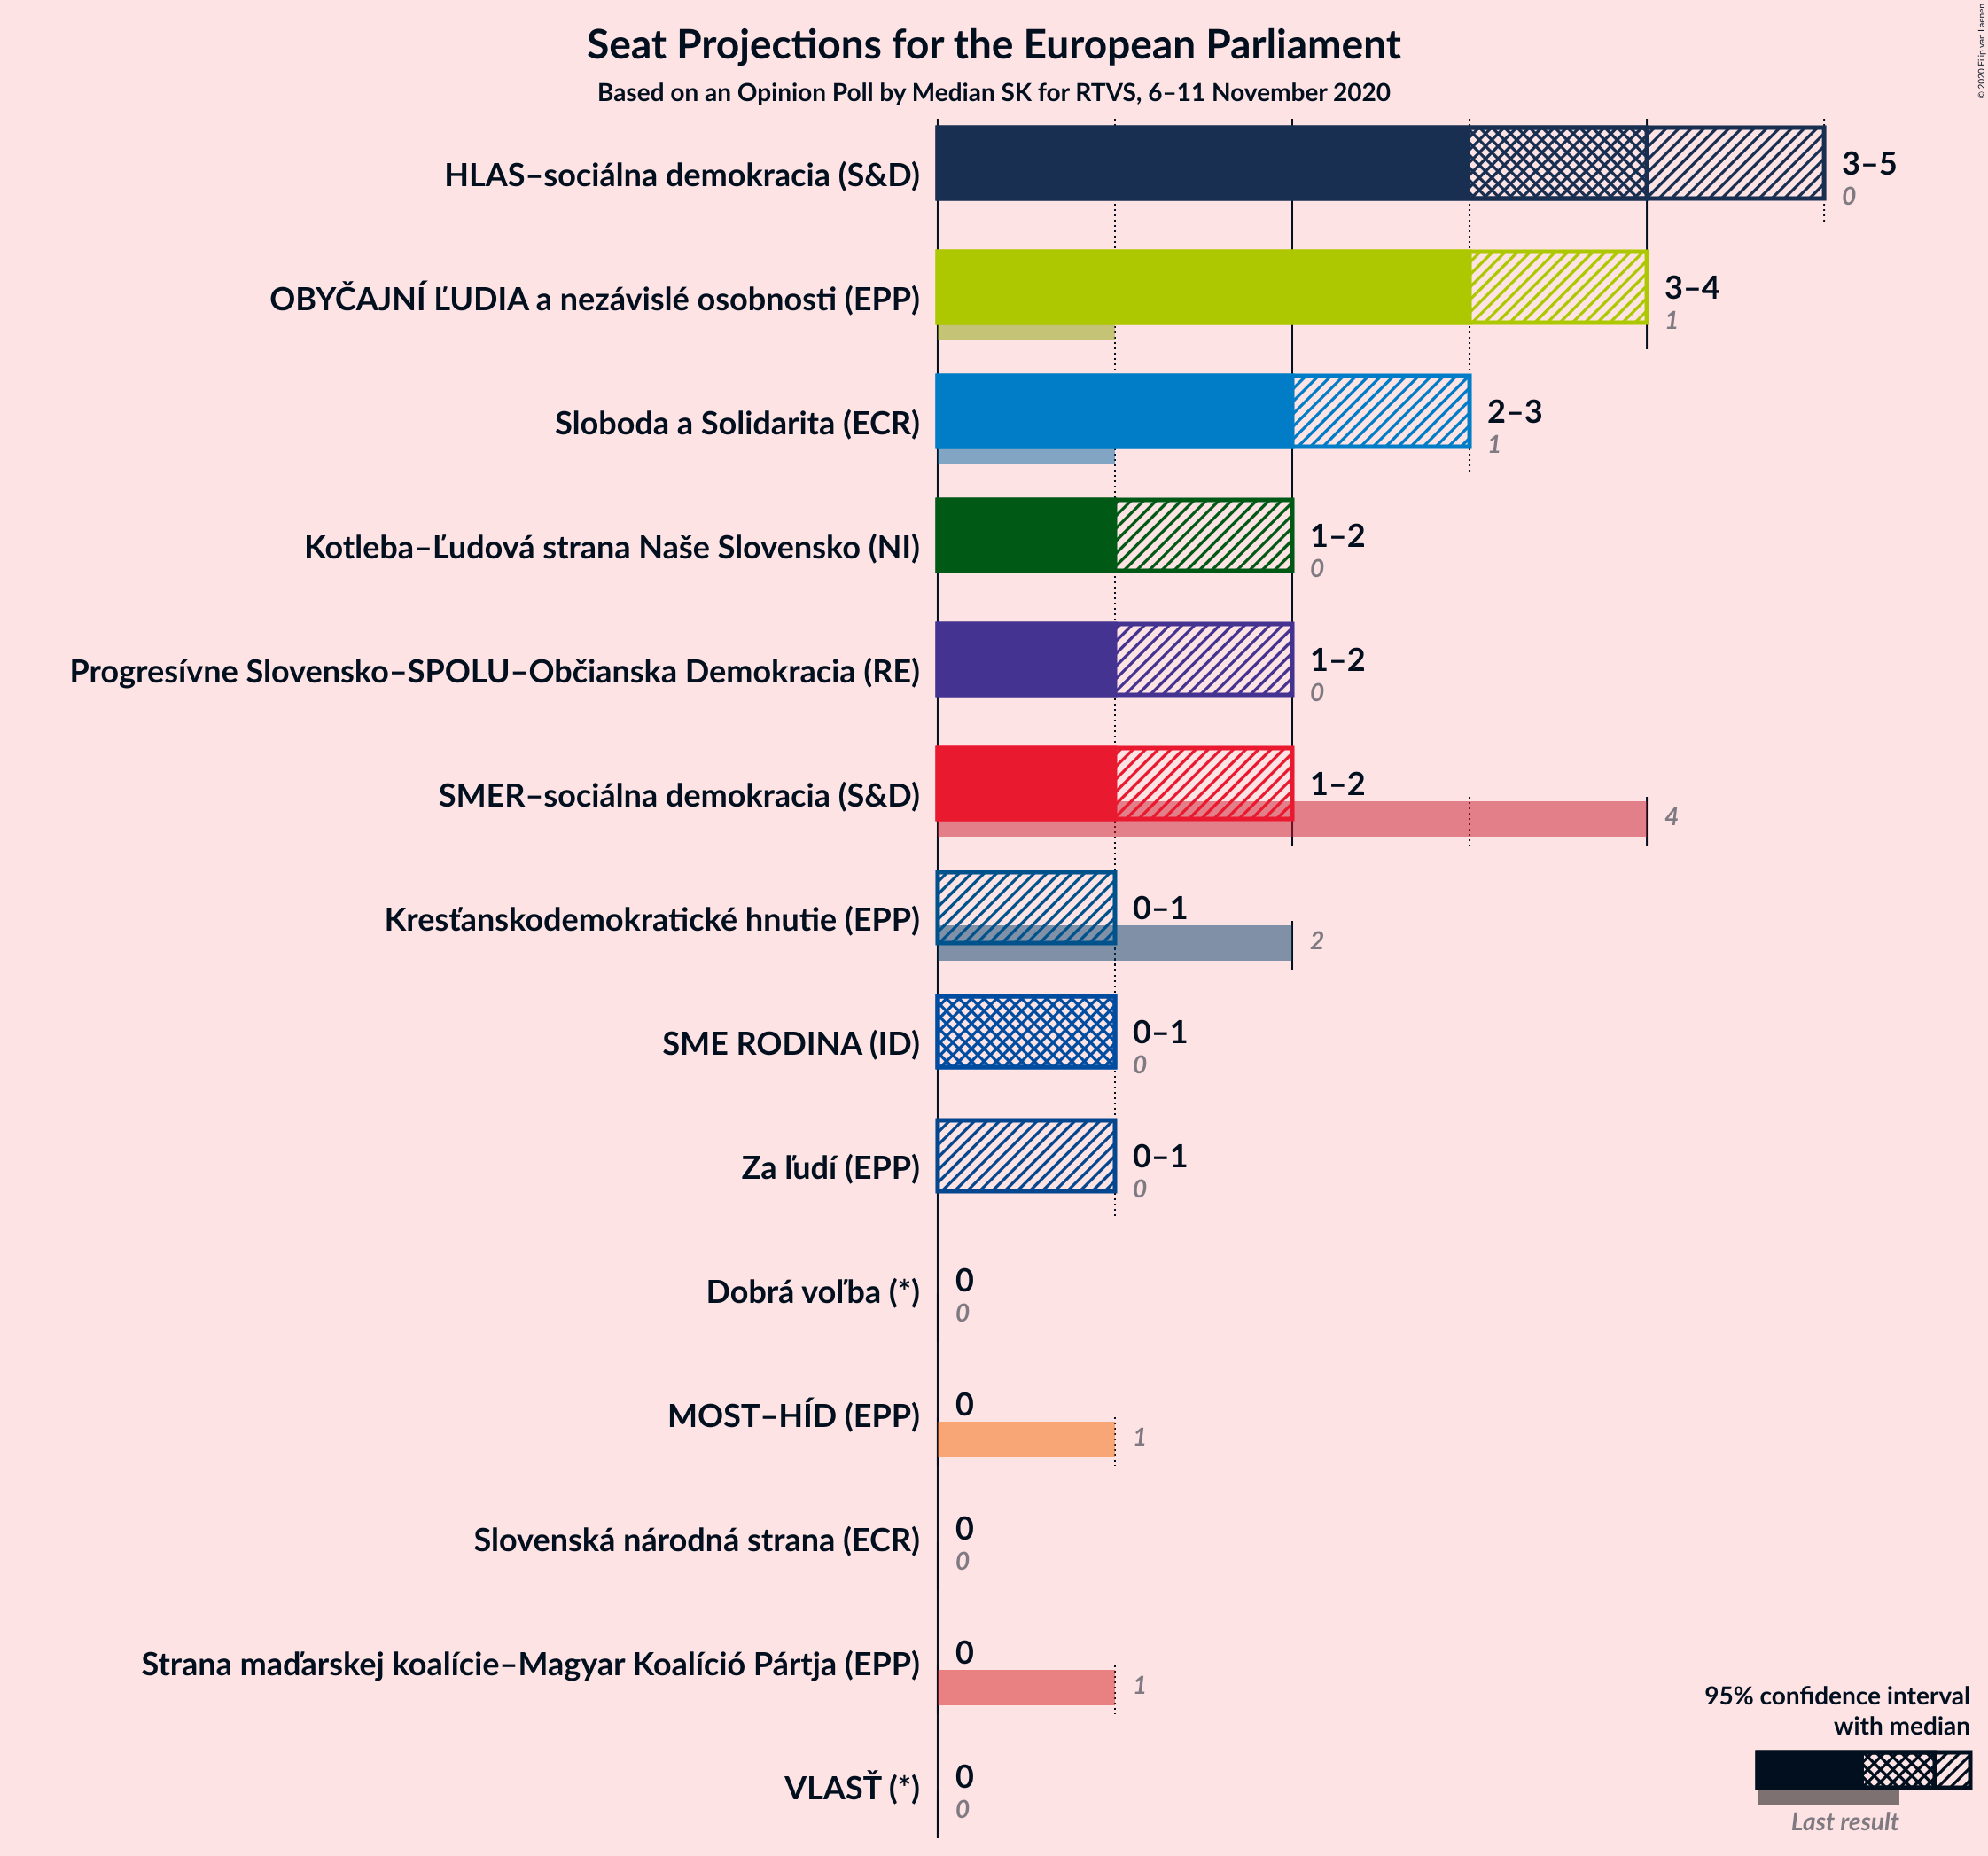 Seat Projections for the European Parliament
Based on an Opinion Poll by Median SK for RTVS, 6–11 November 2020
© 2020 Filip van Laenen
HLAS–sociálna demokracia (S&D)
3–5
0
OBYČAJNÍ ĽUDIA a nezávislé osobnosti (EPP)
3–4
1
Sloboda a Solidarita (ECR)
2–3
1
Kotleba–Ľudová strana Naše Slovensko (NI)
1–2
0
Progresívne Slovensko–SPOLU–Občianska Demokracia (RE)
1–2
0
SMER–sociálna demokracia (S&D)
1–2
4
Kresťanskodemokratické hnutie (EPP)
0–1
2
SME RODINA (ID)
0–1
0
Za ľudí (EPP)
0–1
0
Dobrá voľba (*)
0
0
MOST–HÍD (EPP)
0
1
Slovenská národná strana (ECR)
0
0
Strana maďarskej koalície–Magyar Koalíció Pártja (EPP)
0
1
VLASŤ (*)
0
0
95% confidence interval
with median
Last result